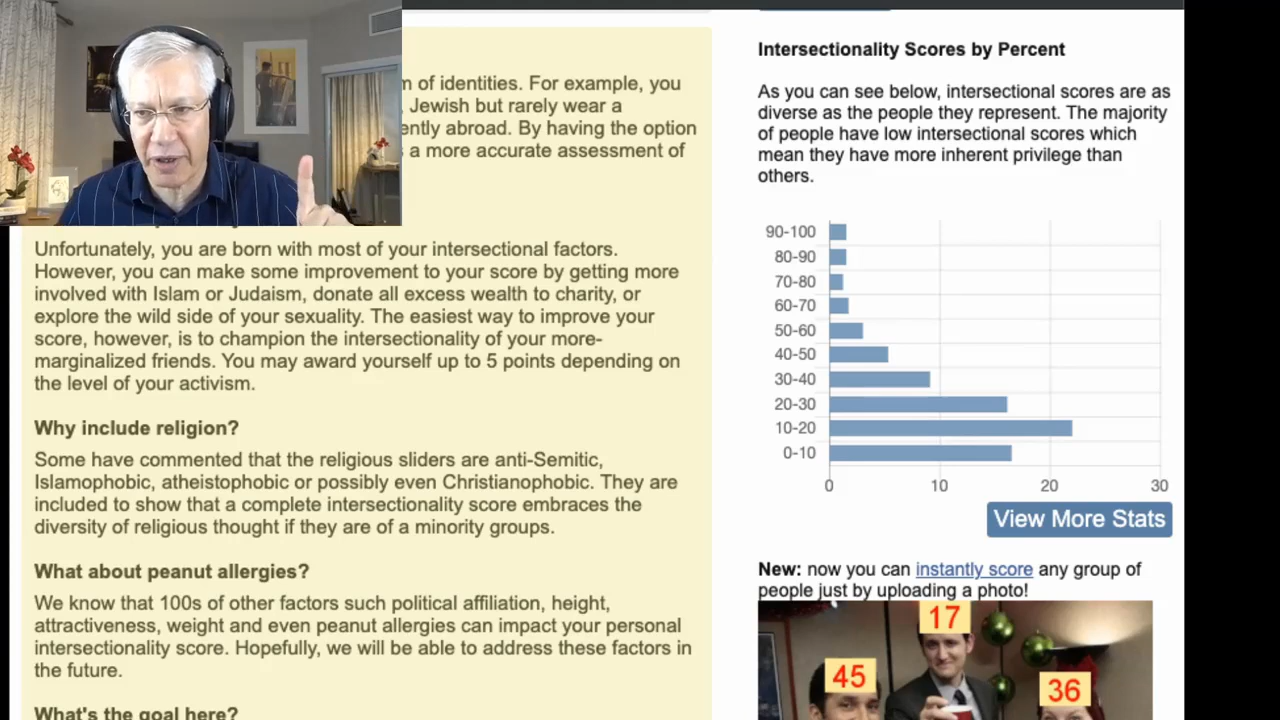 m of identities. For example, you
, Jewish but rarely wear a
ently abroad. By having the option
s a more accurate assessment of
Unfortunately, you are born with most of your intersectional factors.
However, you can make some improvement to your score by getting more
involved with Islam or Judaism, donate all excess wealth to charity, or
explore the wild side of your sexuality. The easiest way to improve your
score, however, is to champion the intersectionality of your more-
marginalized friends. You may award yourself up to 5 points depending on
the level of your activism.
Why include religion?
Some have commented that the religious sliders are anti-Semitic,
Islamophobic, atheistophobic or possibly even Christianophobic. They are
included to show that a complete intersectionality score embraces the
diversity of religious thought if they are of a minority groups.
What about peanut allergies?
We know that 100s of other factors such political affiliation, height,
attractiveness, weight and even peanut allergies can impact your personal
intersectionality score. Hopefully, we will be able to address these factors in
the future.
What's the goal here?
Intersectionality Scores by Percent
As you can see below, intersectional scores are as
diverse as the people they represent. The majority
of people have low intersectional scores which
mean they have more inherent privilege than
others.
90-100
80-90
70-80
60-70
50-60
40-50
30-40
20-30
10-20
0-10
0 10 20 30
View More Stats
New: now you can instantly score any group of
people just by uploading a photo!
17
45
36